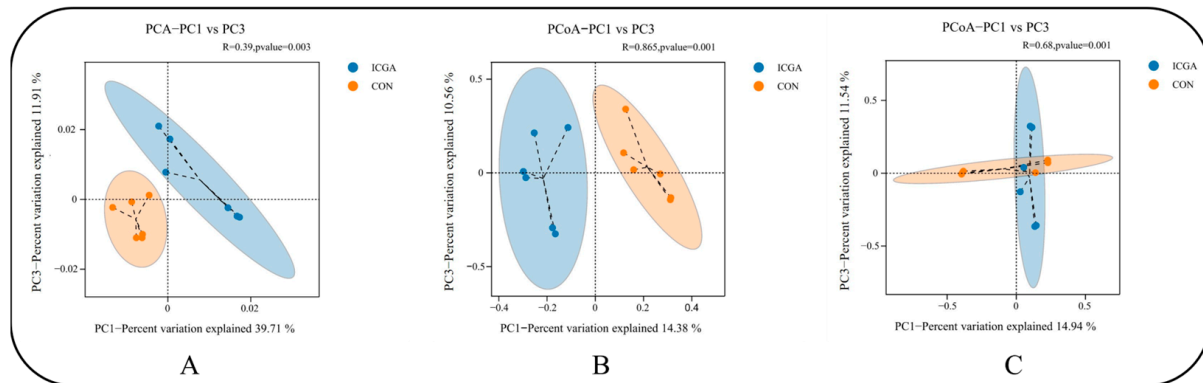 PCA−PC1 vs PC3
R=0.39,pvalue=0.003
ICGA
CON
PC3−Percent variation explained 11.91 %
0.02
0
−0.02
0
0.02
PC1−Percent variation explained 39.71 %
A
PCoA−PC1 vs PC3
R=0.865,pvalue=0.001
ICGA
CON
PC3−Percent variation explained 10.56 %
0.5
0
−0.5
−0.4
−0.2
0
0.2
0.4
PC1−Percent variation explained 14.38 %
B
PCoA−PC1 vs PC3
R=0.68,pvalue=0.001
ICGA
CON
PC3−Percent variation explained 11.54 %
0.5
0
−0.5
−0.5
0
0.5
PC1−Percent variation explained 14.94 %
C